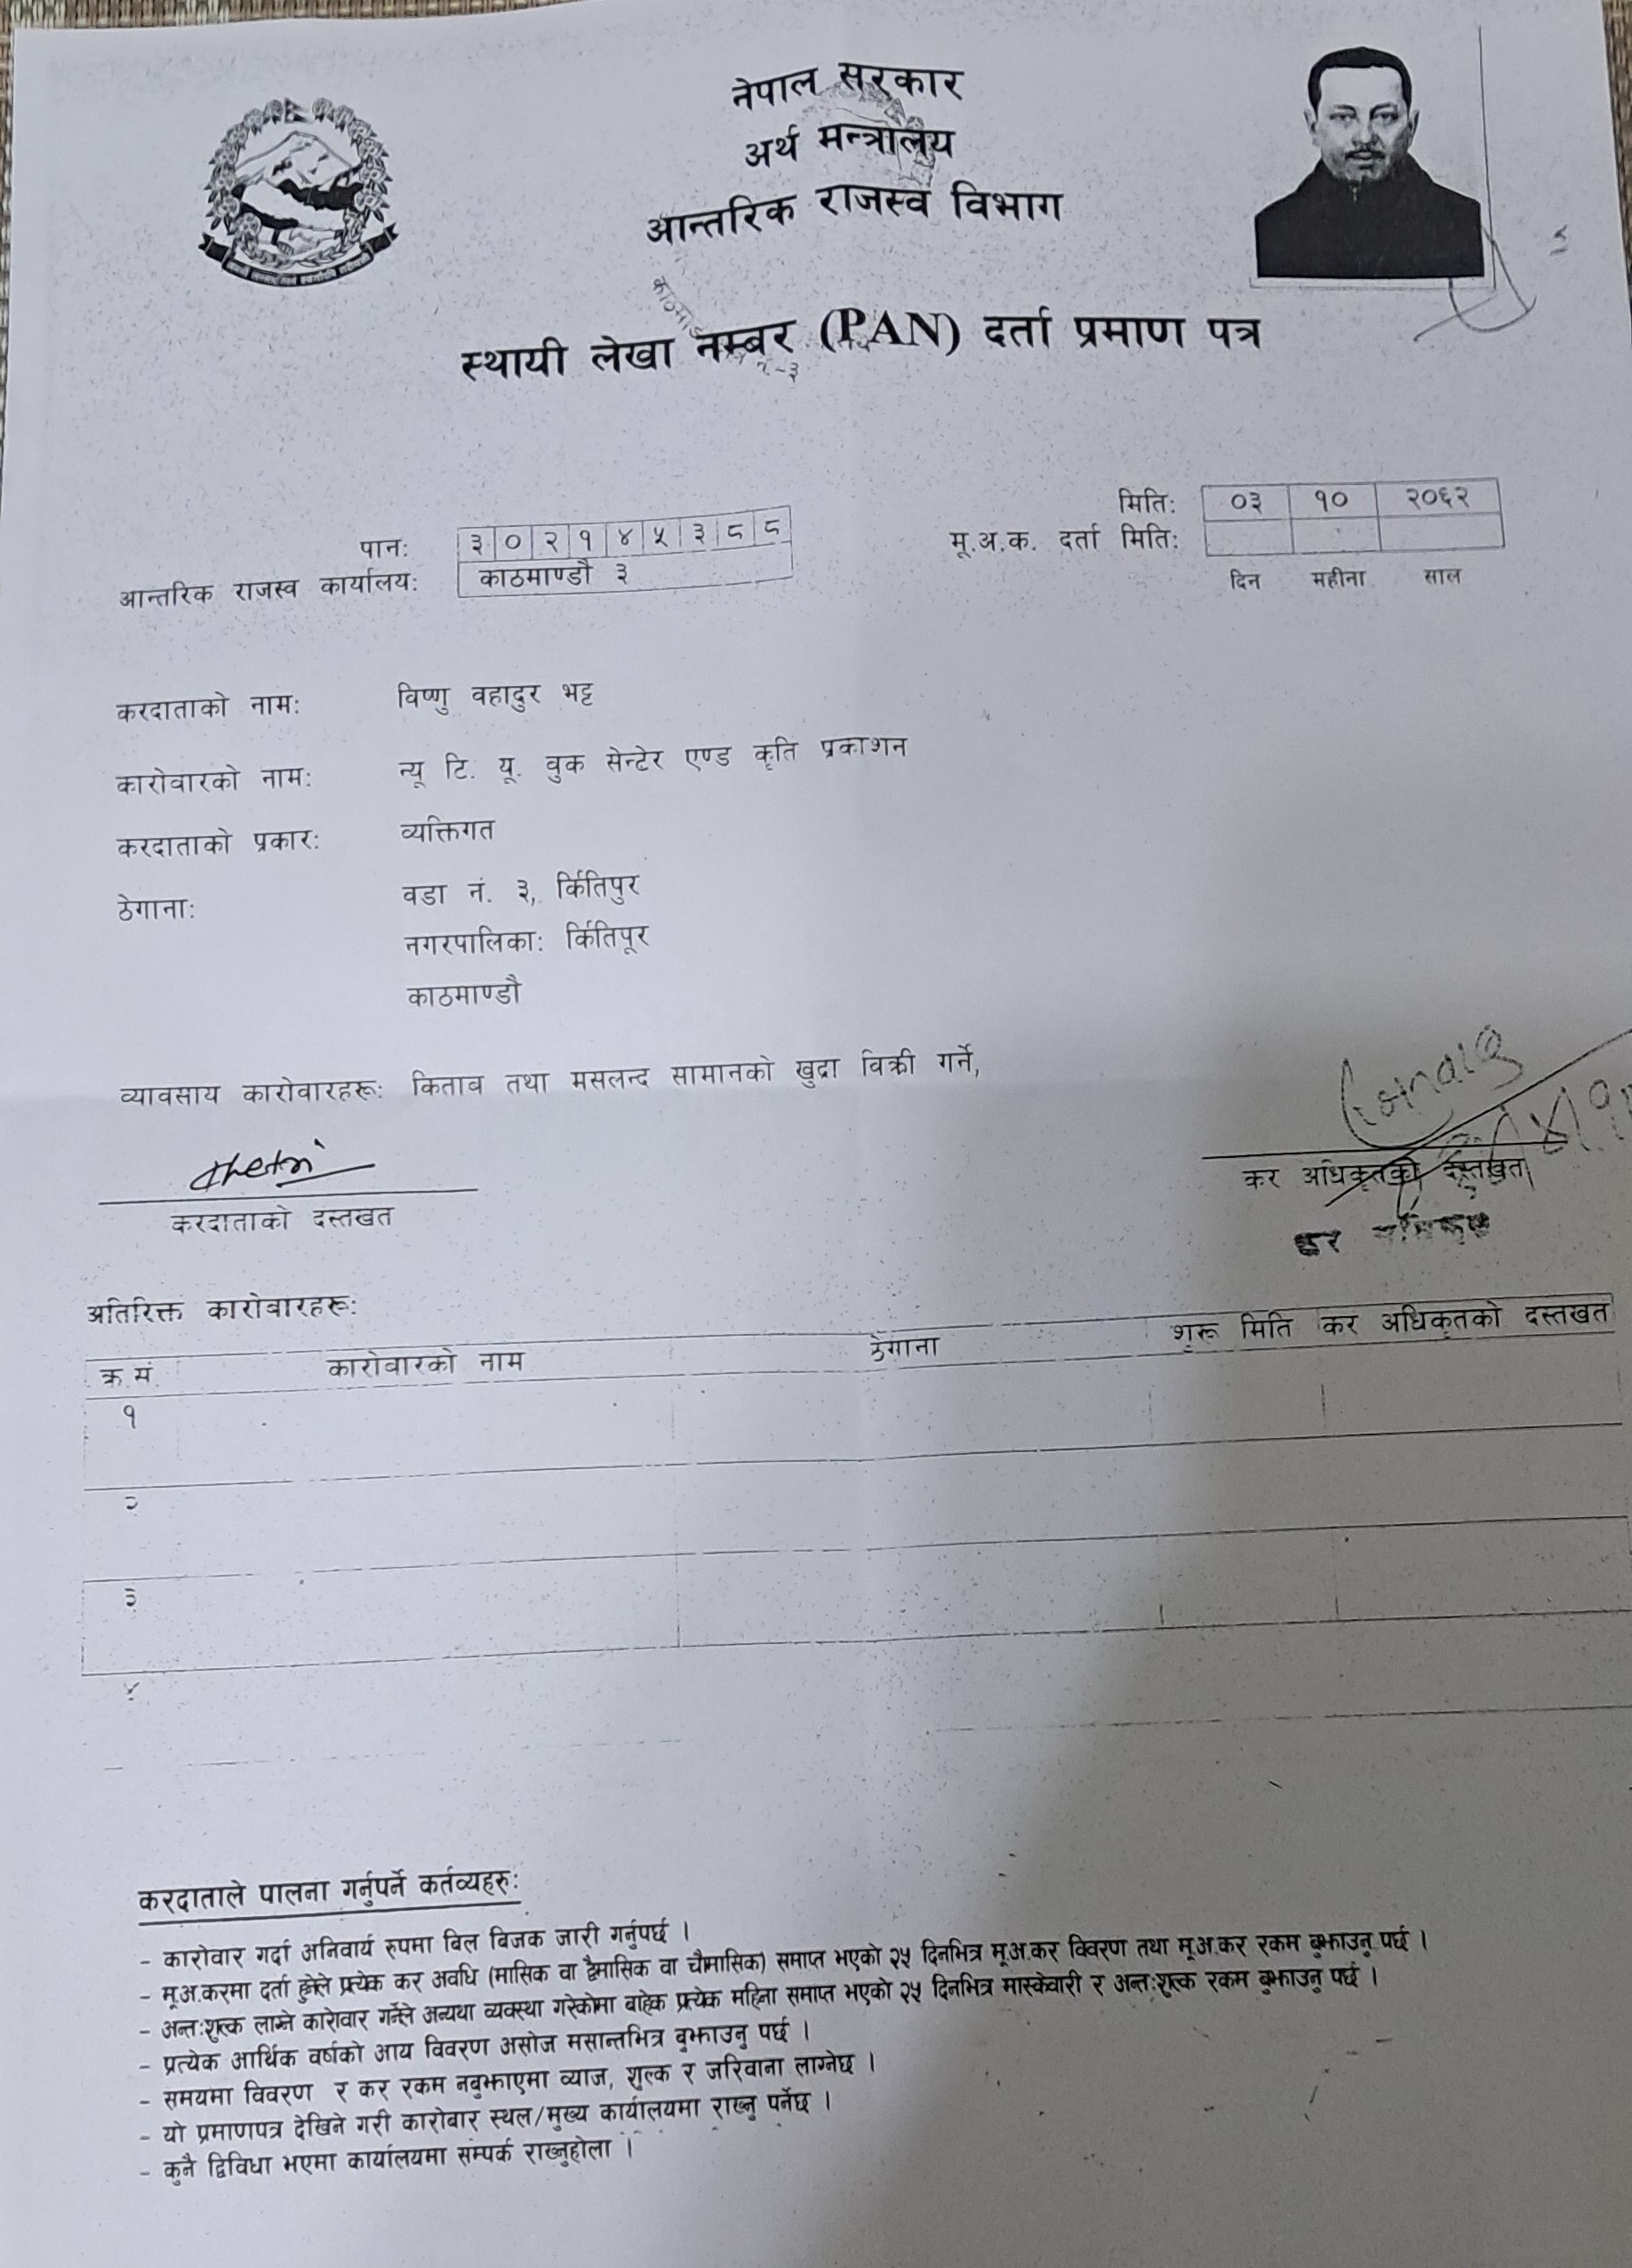 नेपाल सरकार
अर्थ मन्त्रालय
आन्तरिक राजस्व विभाग
स्थायी लेखा नम्बर (PAN) दर्ता प्रमाण पत्र
पान: ३ ० २ १ ४ ५ ३ ८ ८
आन्तरिक राजस्व कार्यालय: काठमाण्डौ ३
मिति: ०३ १० २०६२
मू.अ.क. दर्ता मिति:
दिन महीना साल
करदाताको नाम: विष्णु वहादुर भट्ट
कारोवारको नाम: न्यू टि. यू. वुक सेन्टेर एण्ड कृति प्रकाशन
करदाताको प्रकार: व्यक्तिगत
ठेगाना: वडा नं. ३, किर्तिपुर
नगरपालिका: किर्तिपूर
काठमाण्डौ
व्यावसाय कारोवारहरू: किताब तथा मसलन्द सामानको खुद्रा विक्री गर्ने,
करदाताको दस्तखत
कर अधिकृतको दस्तखत
अतिरिक्त कारोबारहरू:
क्र.सं. कारोवारको नाम ठेगाना शुरू मिति कर अधिकृतको दस्तखत
१
२
३
४
करदाताले पालना गर्नुपर्ने कर्तव्यहरु:
- कारोवार गर्दा अनिवार्य रुपमा बिल बिजक जारी गर्नुपर्छ ।
- मू.अ.करमा दर्ता हुनेले प्रत्येक कर अवधि (मासिक वा द्वैमासिक वा चौमासिक) समाप्त भएको २५ दिनभित्र मू.अ.कर विवरण तथा मू.अ.कर रकम बुझाउनु पर्छ ।
- अन्त:शुल्क लाग्ने कारोवार गर्नेले अन्यथा व्यवस्था गरेकोमा बाहेक प्रत्येक महिना समाप्त भएको २५ दिनभित्र मास्केवारी र अन्त:शुल्क रकम बुझाउनु पर्छ ।
- प्रत्येक आर्थिक वर्षको आय विवरण असोज मसान्तभित्र बुझाउनु पर्छ ।
- समयमा विवरण र कर रकम नबुझाएमा व्याज, शुल्क र जरिवाना लाग्नेछ ।
- यो प्रमाणपत्र देखिने गरी कारोबार स्थल/मुख्य कार्यालयमा राख्नु पर्नेछ ।
- कुनै द्विविधा भएमा कार्यालयमा सम्पर्क राख्नुहोला ।